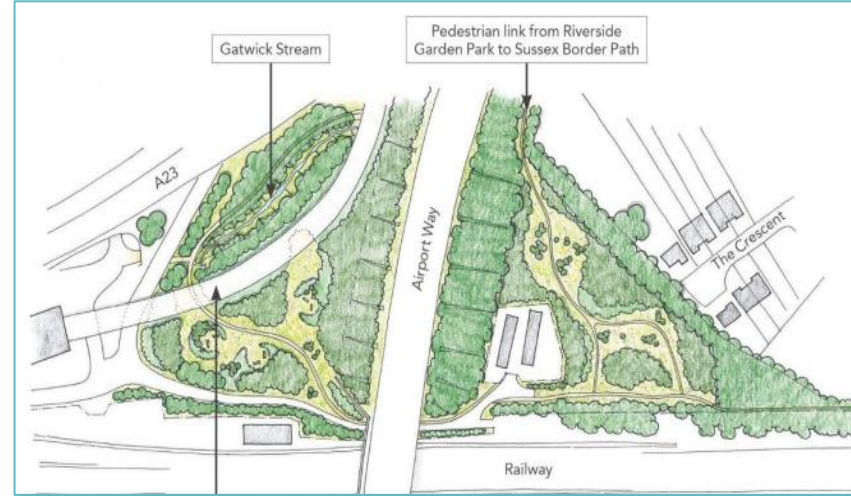 Gatwick Stream
Pedestrian link from Riverside
Garden Park to Sussex Border Path
A23
Airport Way
The Crescent
Railway